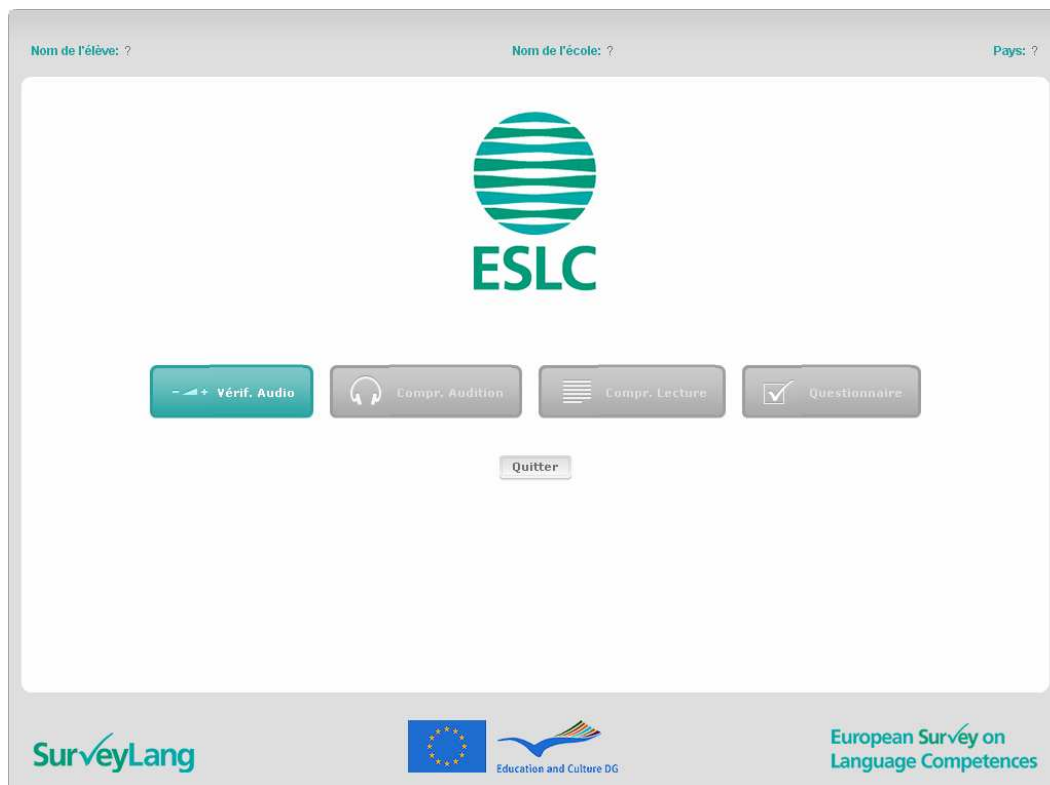 Nom de l'élève: ? Nom de l'école: ? Pays: ?
ESLC
- + Vérif. Audio Compr. Audition Compr. Lecture Questionnaire
Quitter
SurveyLang
Education and Culture DG
European Survey on
Language Competences